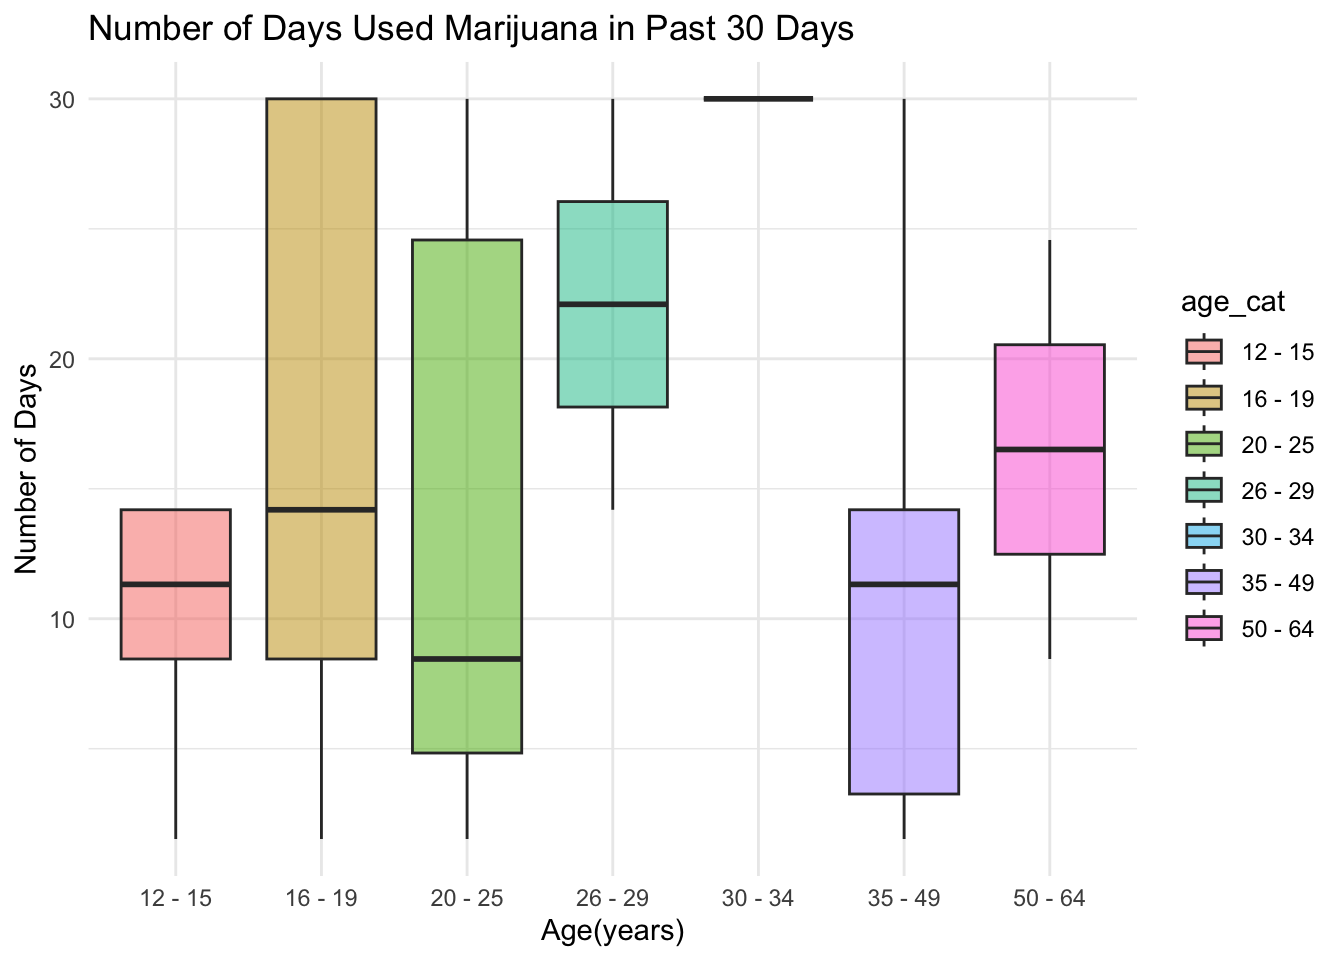 Number of Days Used Marijuana in Past 30 Days
30
20
10
Number of Days
12 - 15
16 - 19
20 - 25
26 - 29
30 - 34
35 - 49
50 - 64
Age(years)
age_cat
12 - 15
16 - 19
20 - 25
26 - 29
30 - 34
35 - 49
50 - 64